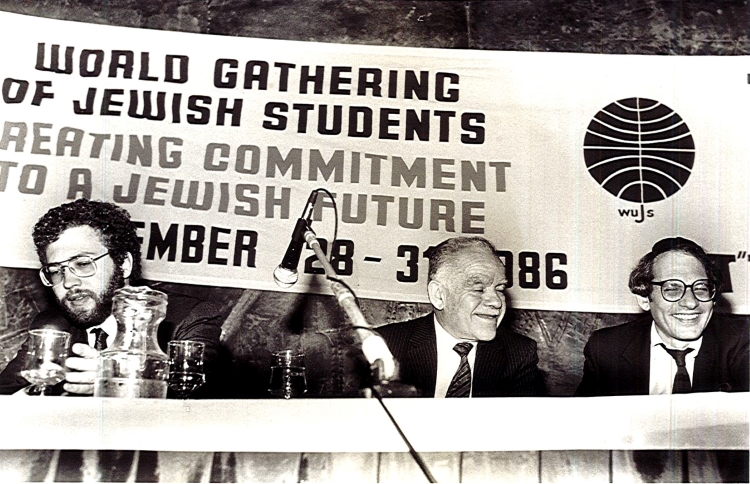 WORLD GATHERING
OF JEWISH STUDENTS
REATING COMMITMENT
TO A JEWISH FUTURE
EMBER 28 - 31 986
wujs